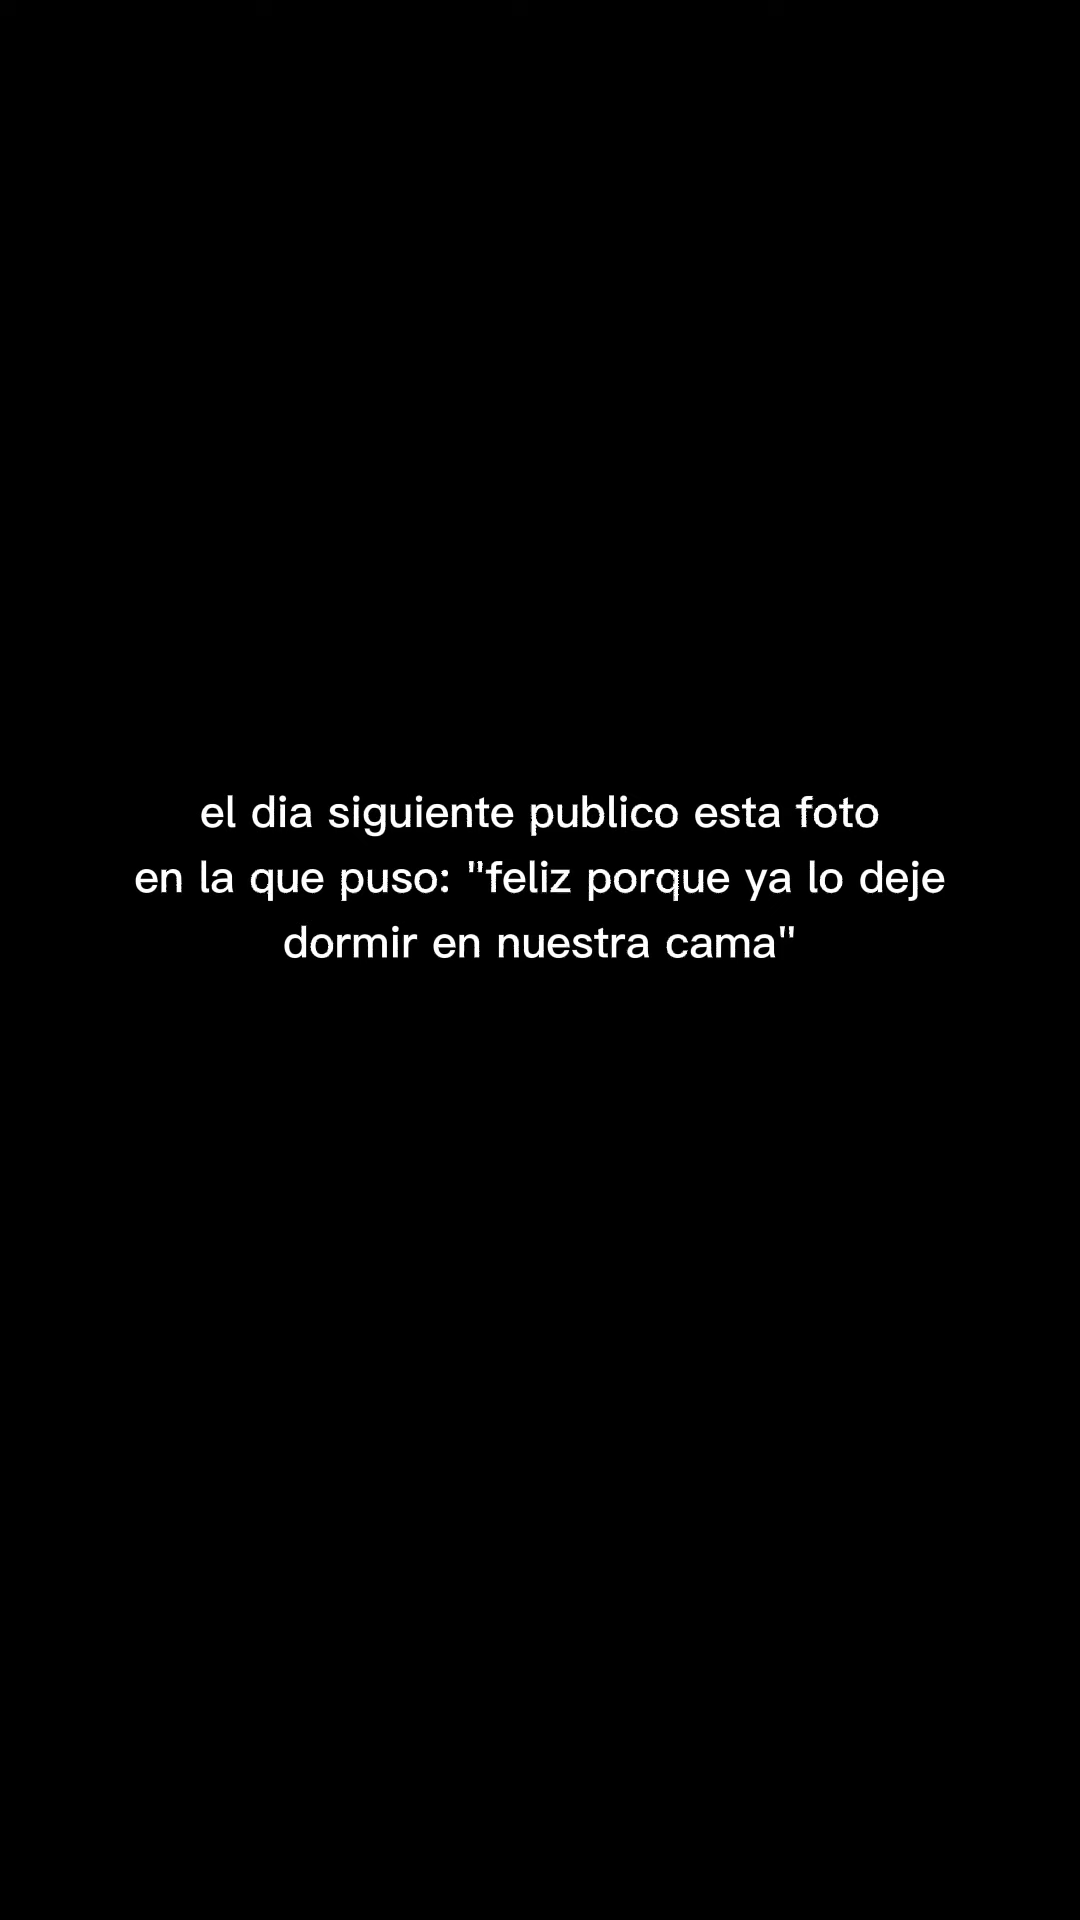 el dia siguiente publico esta foto
en la que puso: "feliz porque ya lo deje
dormir en nuestra cama"